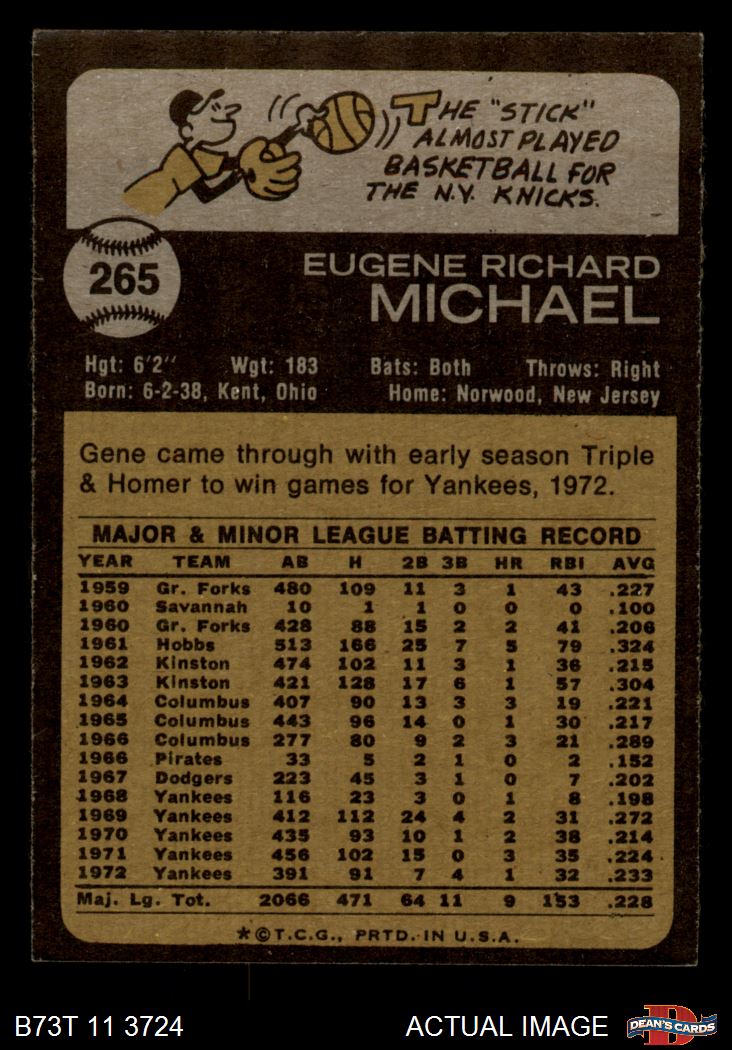 THE "STICK"
ALMOST PLAYED
BASKETBALL FOR
THE N.Y. KNICKS.
265
EUGENE RICHARD
MICHAEL
Hgt: 6'2" Wgt: 183 Bats: Both Throws: Right
Born: 6-2-38, Kent, Ohio Home: Norwood, New Jersey
Gene came through with early season Triple
& Homer to win games for Yankees, 1972.
MAJOR & MINOR LEAGUE BATTING RECORD
YEAR TEAM AB H 2B 3B HR RBI AVG
1959 Gr. Forks 480 109 11 3 1 43 .227
1960 Savannah 10 1 1 0 0 0 .100
1960 Gr. Forks 428 88 15 2 2 41 .206
1961 Hobbs 513 166 25 7 5 79 .324
1962 Kinston 474 102 11 3 1 36 .215
1963 Kinston 421 128 17 6 1 57 .304
1964 Columbus 407 90 13 3 3 19 .221
1965 Columbus 443 96 14 0 1 30 .217
1966 Columbus 277 80 9 2 3 21 .289
1966 Pirates 33 5 2 1 0 2 .152
1967 Dodgers 223 45 3 1 0 7 .202
1968 Yankees 116 23 3 0 1 8 .198
1969 Yankees 412 112 24 4 2 31 .272
1970 Yankees 435 93 10 1 2 38 .214
1971 Yankees 456 102 15 0 3 35 .224
1972 Yankees 391 91 7 4 1 32 .233
Maj. Lg. Tot. 2066 471 64 11 9 153 .228
*©T.C.G., PRTD. IN U.S.A.
B73T 11 3724 ACTUAL IMAGE D DEAN'S CARDS